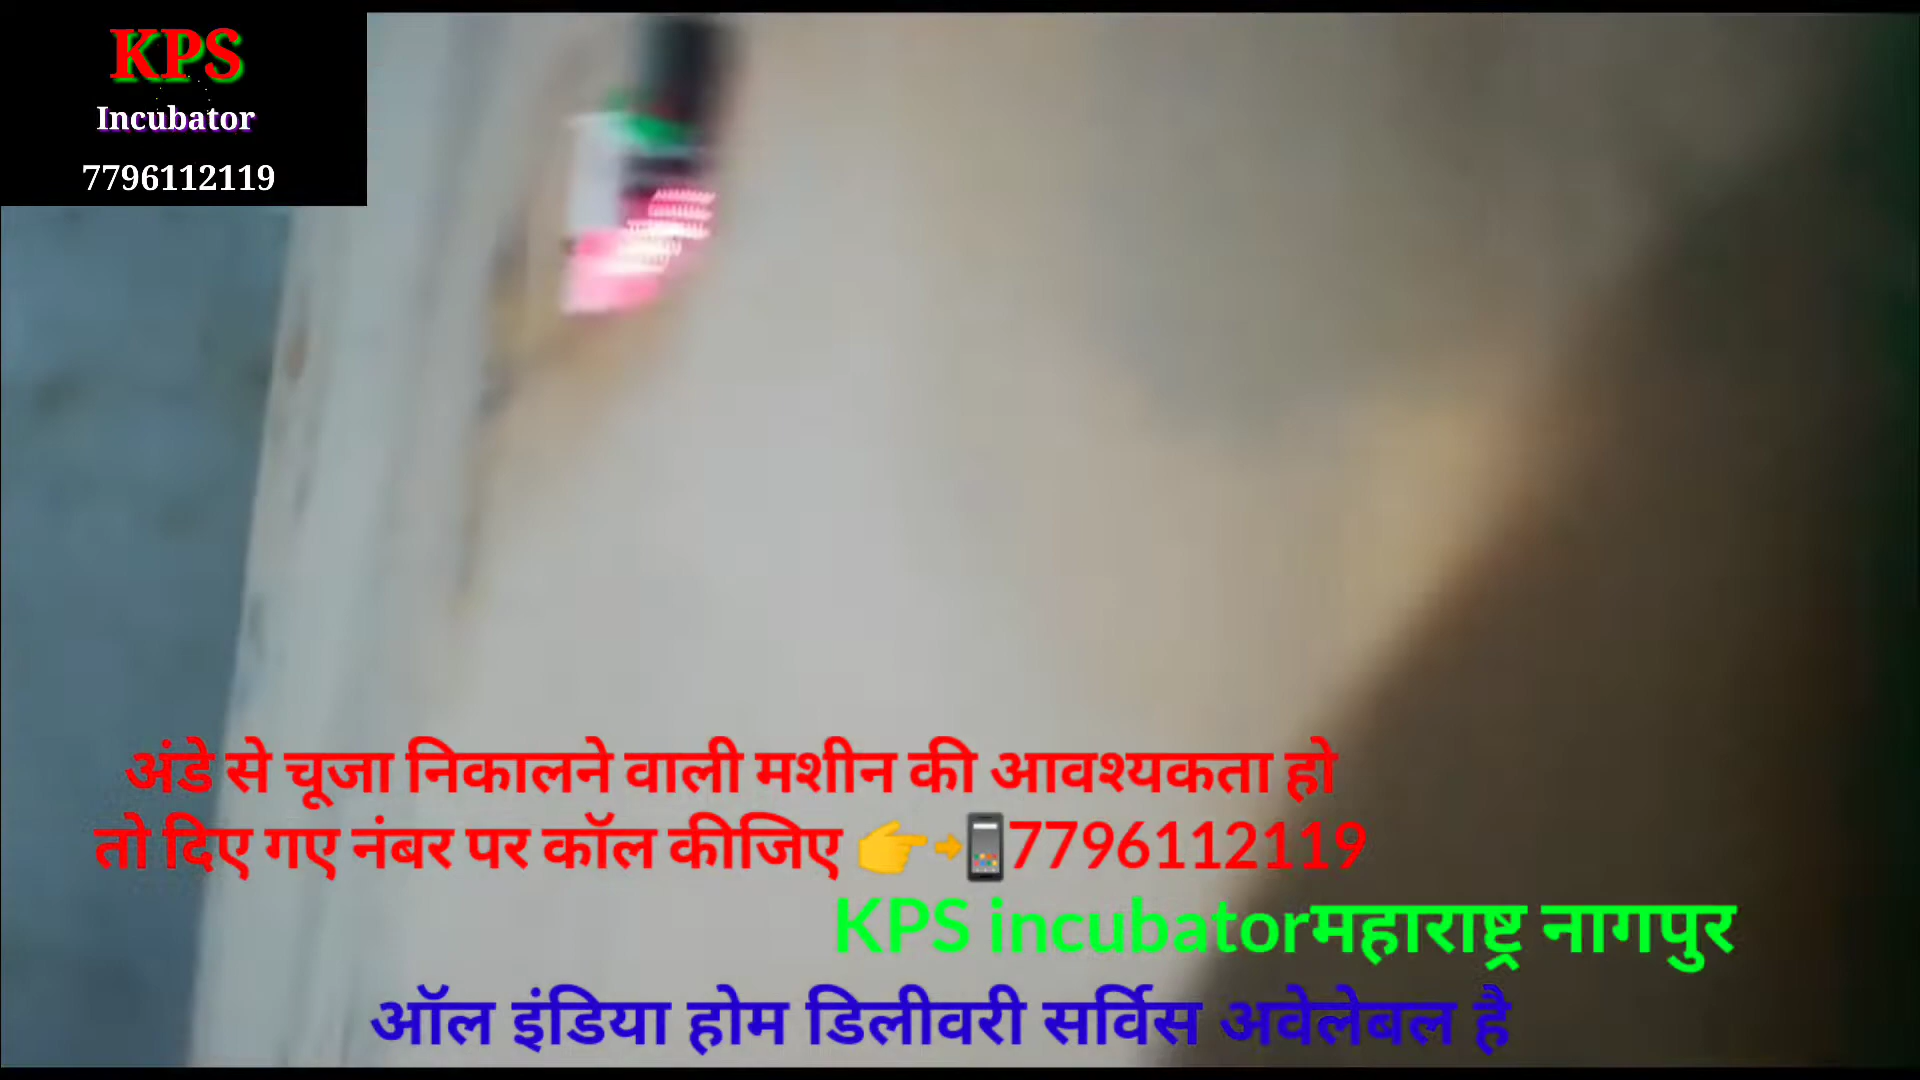 KPS
Incubator
7796112119
अंडे से चूजा निकालने वाली मशीन की आवश्यकता हो
तो दिए गए नंबर पर कॉल कीजिए 👉📲7796112119
KPS incubatorमहाराष्ट्र नागपुर
ऑल इंडिया होम डिलीवरी सर्विस अवेलेबल है